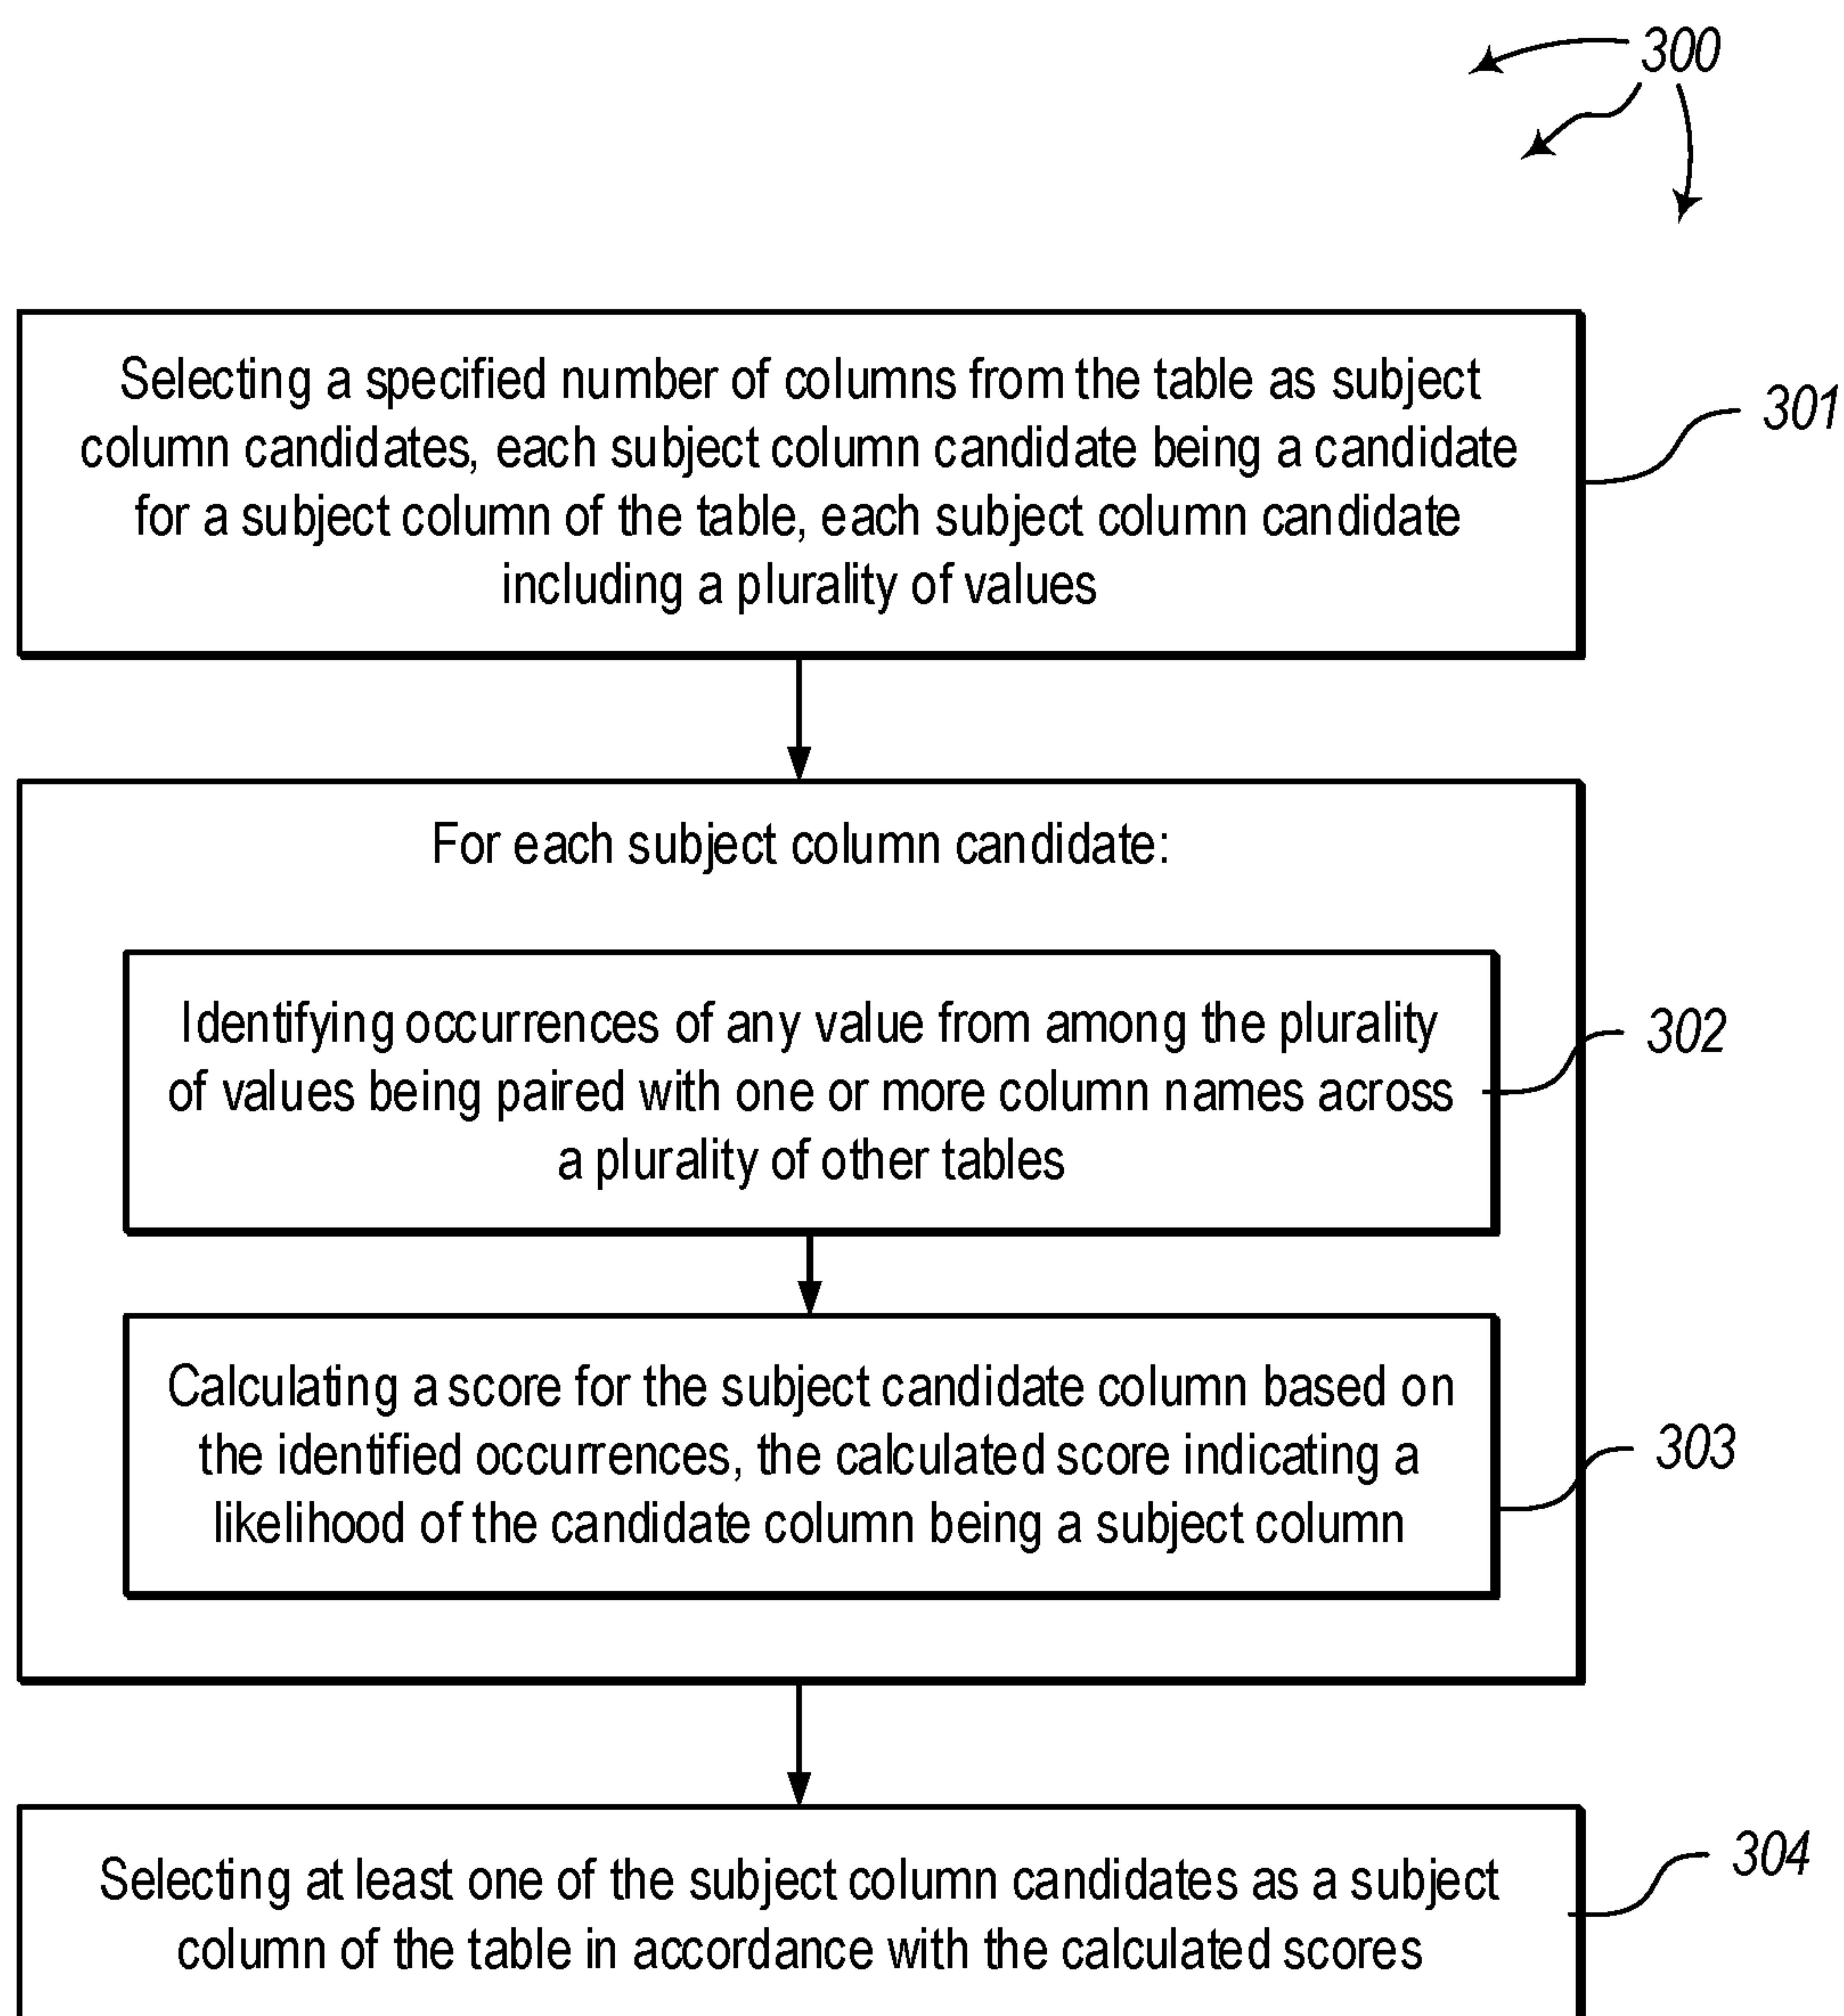 300
Selecting a specified number of columns from the table as subject
column candidates, each subject column candidate being a candidate
for a subject column of the table, each subject column candidate
including a plurality of values
301
For each subject column candidate:
Identifying occurrences of any value from among the plurality
of values being paired with one or more column names across
a plurality of other tables
302
Calculating a score for the subject candidate column based on
the identified occurrences, the calculated score indicating a
likelihood of the candidate column being a subject column
303
Selecting at least one of the subject column candidates as a subject
column of the table in accordance with the calculated scores
304